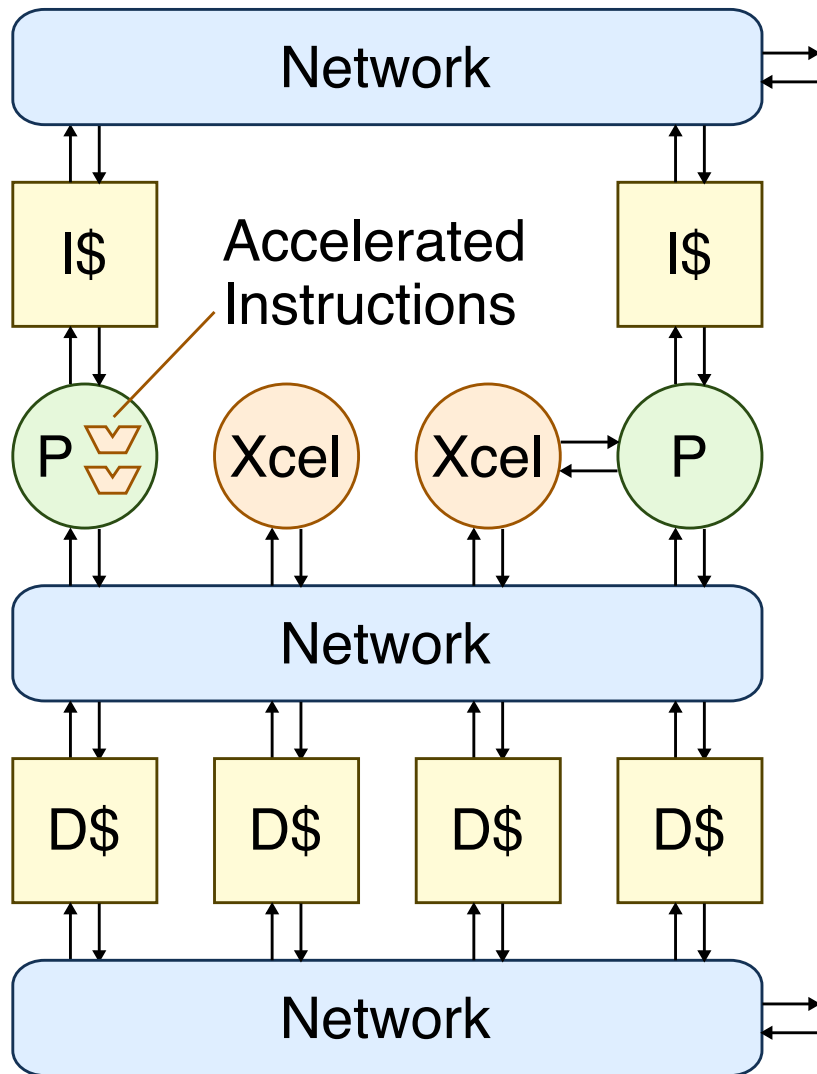 Network
I$
Accelerated
Instructions
I$
P
Xcel
Xcel
P
Network
D$
D$
D$
D$
Network